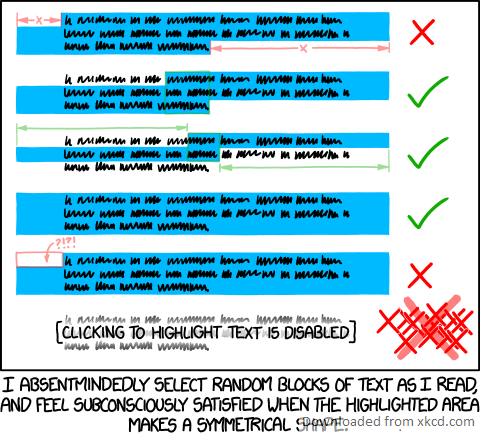 X
X
?!?!
[CLICKING TO HIGHLIGHT TEXT IS DISABLED]
I ABSENTMINDEDLY SELECT RANDOM BLOCKS OF TEXT AS I READ,
AND FEEL SUBCONSCIOUSLY SATISFIED WHEN THE HIGHLIGHTED AREA
MAKES A SYMMETRICAL SHAPE.
Downloaded from xkcd.com